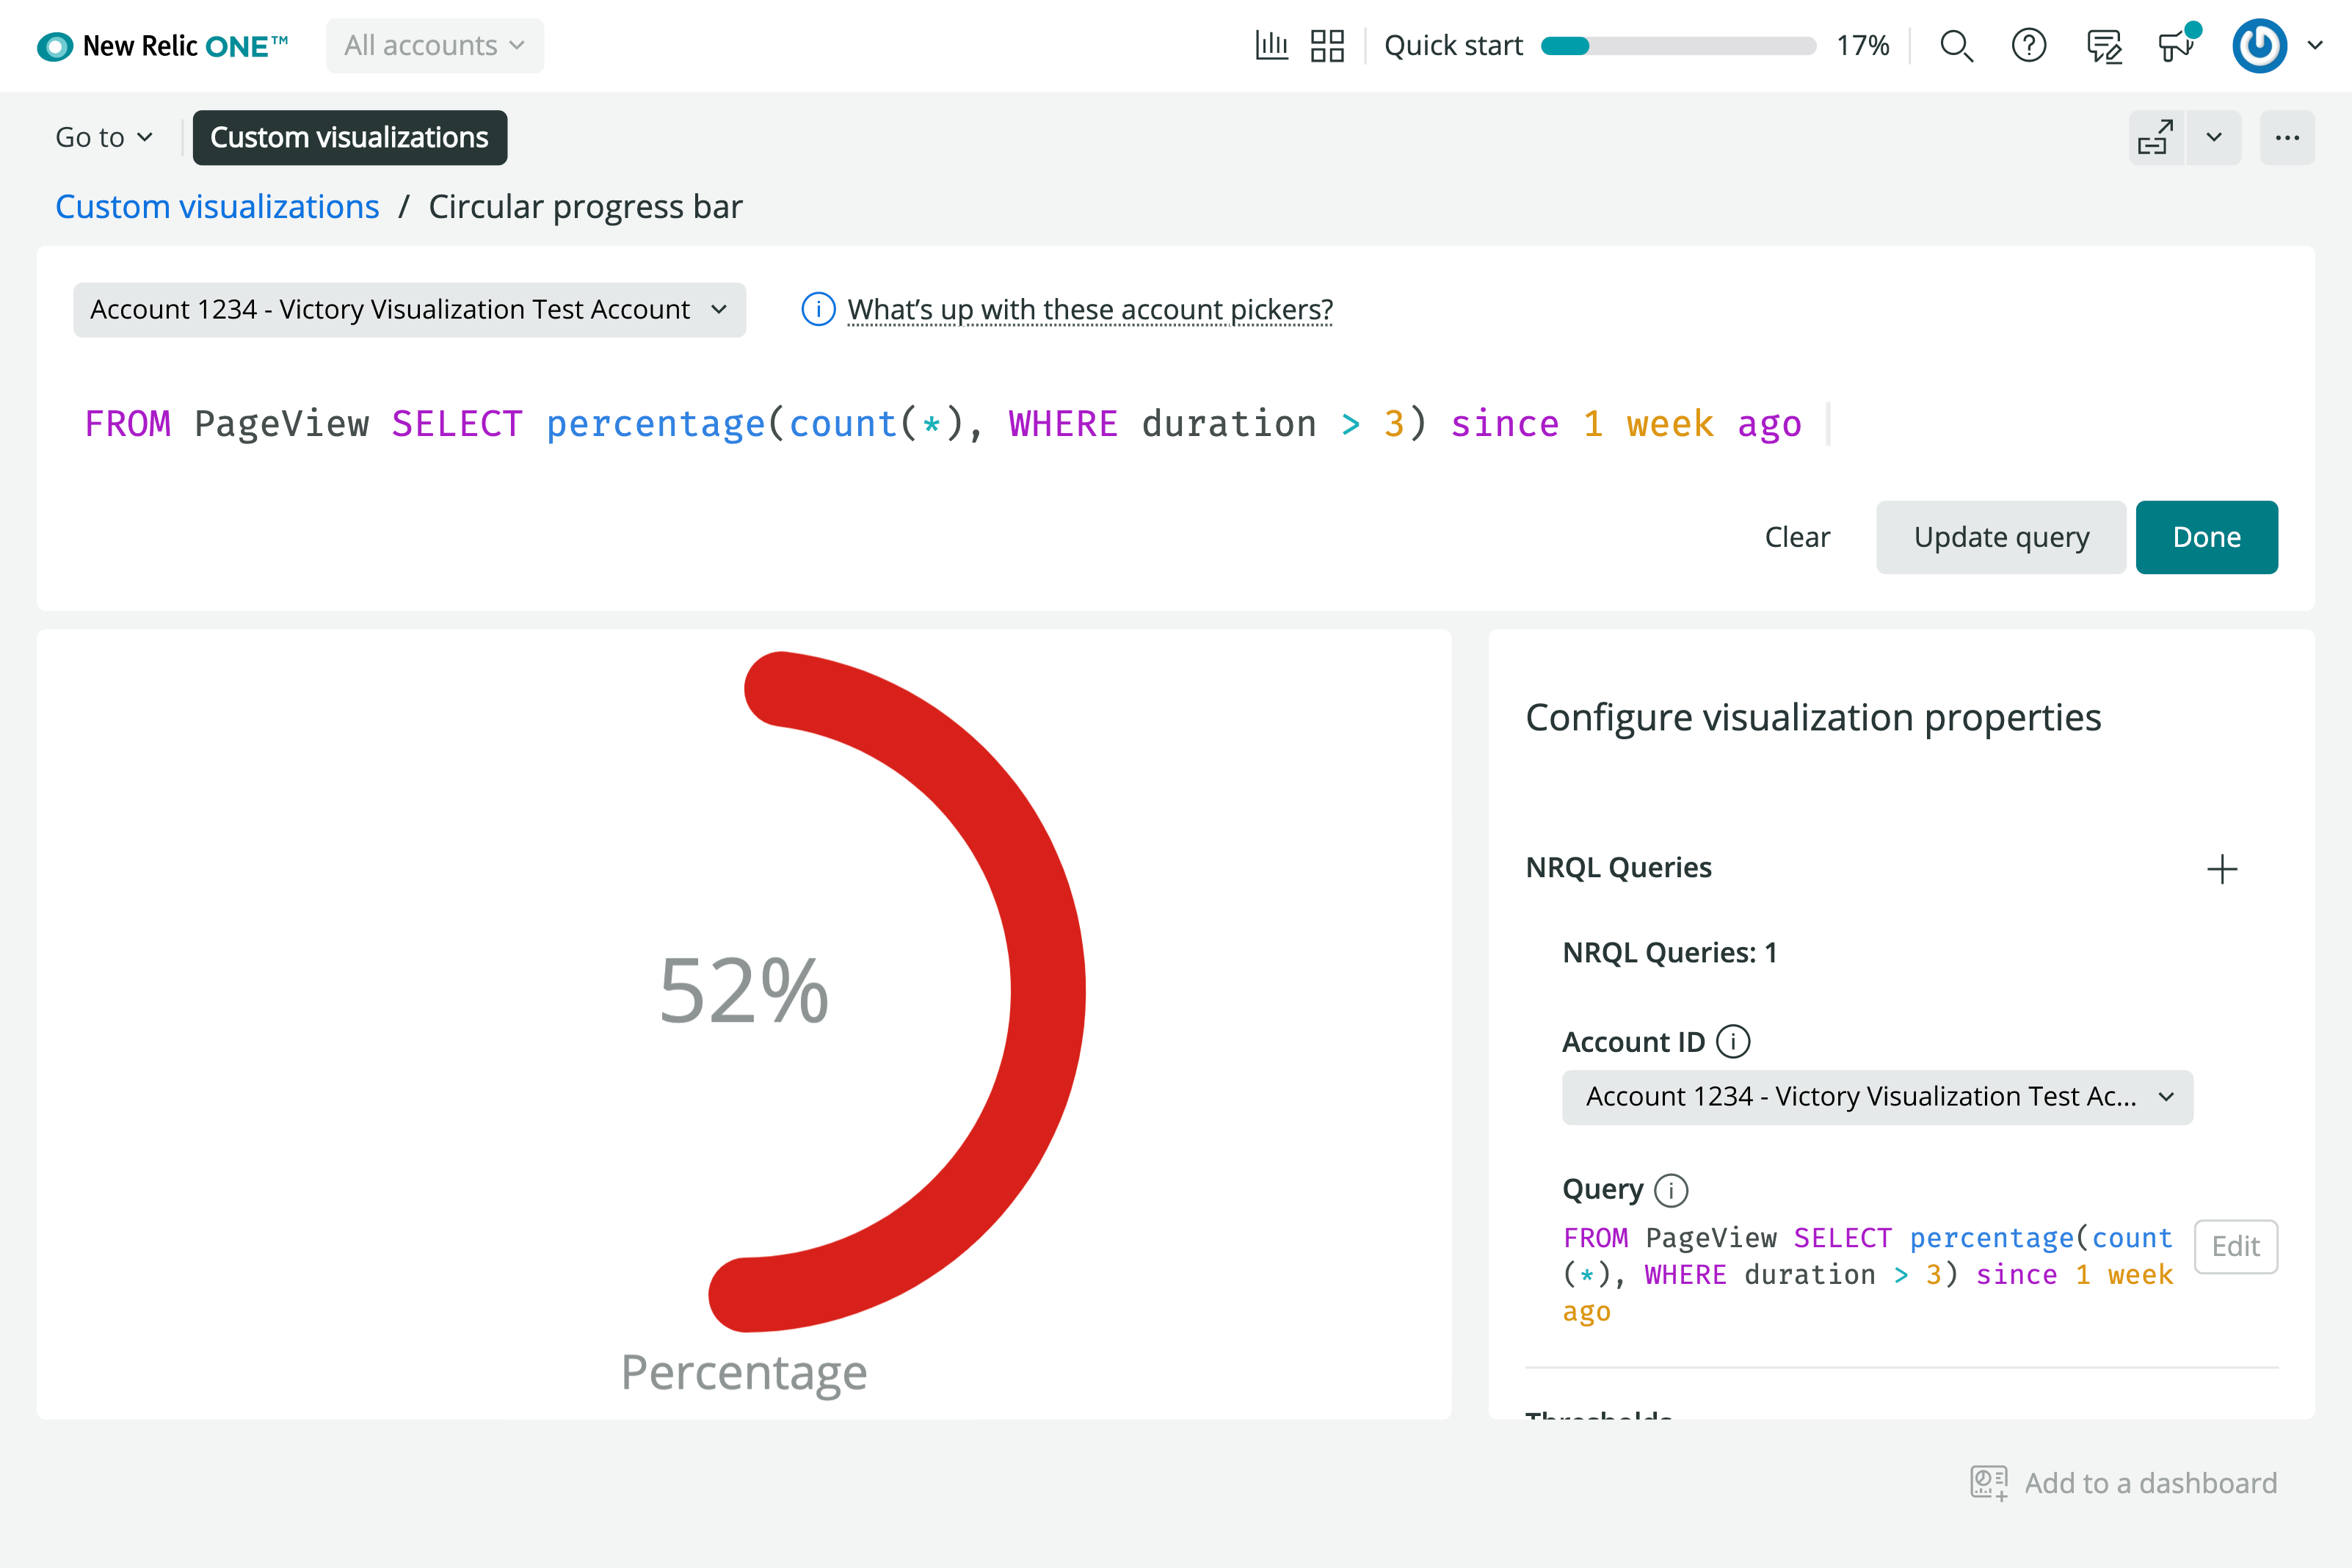 New Relic ONE™
All accounts
Quick start
17%
Go to
Custom visualizations
Custom visualizations / Circular progress bar
Account 1234 - Victory Visualization Test Account
What's up with these account pickers?
FROM PageView SELECT percentage(count(*), WHERE duration > 3) since 1 week ago
Clear
Update query
Done
52%
Percentage
Configure visualization properties
NRQL Queries
NRQL Queries: 1
Account ID
Account 1234 - Victory Visualization Test Ac...
Query
FROM PageView SELECT percentage(count
(*), WHERE duration > 3) since 1 week
ago
Edit
Thresholds
Add to a dashboard